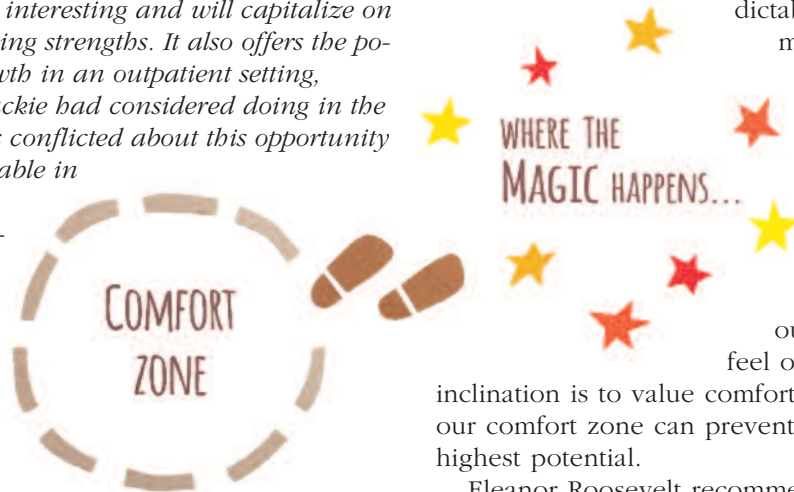 interesting and will capitalize on
ing strengths. It also offers the po-
wth in an outpatient setting,
ckie had considered doing in the
conflicted about this opportunity
able in
-
COMFORT
ZONE
WHERE THE
MAGIC HAPPENS...
dictab
m
ou
feel o
inclination is to value comfort
our comfort zone can prevent
highest potential.
Eleanor Roosevelt recomme